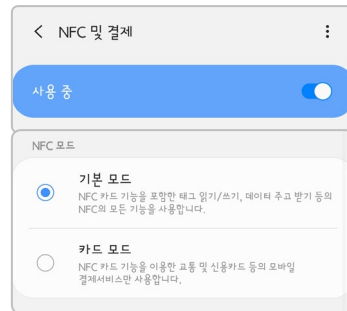 NFC 및 결제
사용 중
NFC 모드
기본 모드
NFC 카드 기능을 포함한 태그 읽기/쓰기, 데이터 주고 받기 등의
NFC의 모든 기능을 사용합니다.
카드 모드
NFC 카드 기능을 이용한 교통 및 신용카드 등의 모바일
결제서비스만 사용합니다.